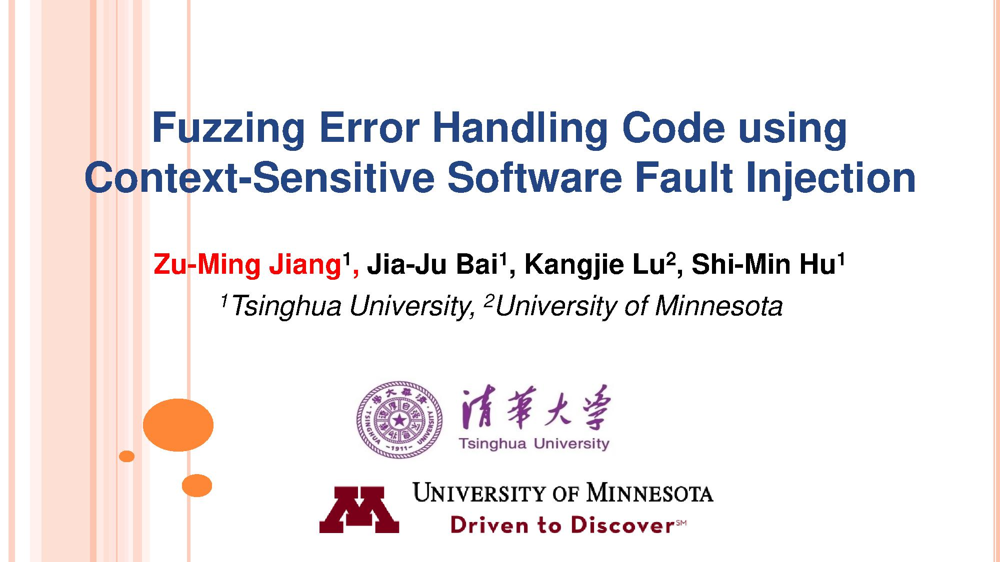 Fuzzing Error Handling Code using
Context-Sensitive Software Fault Injection
Zu-Ming Jiang¹, Jia-Ju Bai¹, Kangjie Lu², Shi-Min Hu¹
¹Tsinghua University, ²University of Minnesota
清華大学
Tsinghua University
TSINGHUA UNIVERSITY
-1911-
UNIVERSITY OF MINNESOTA
Driven to Discover℠